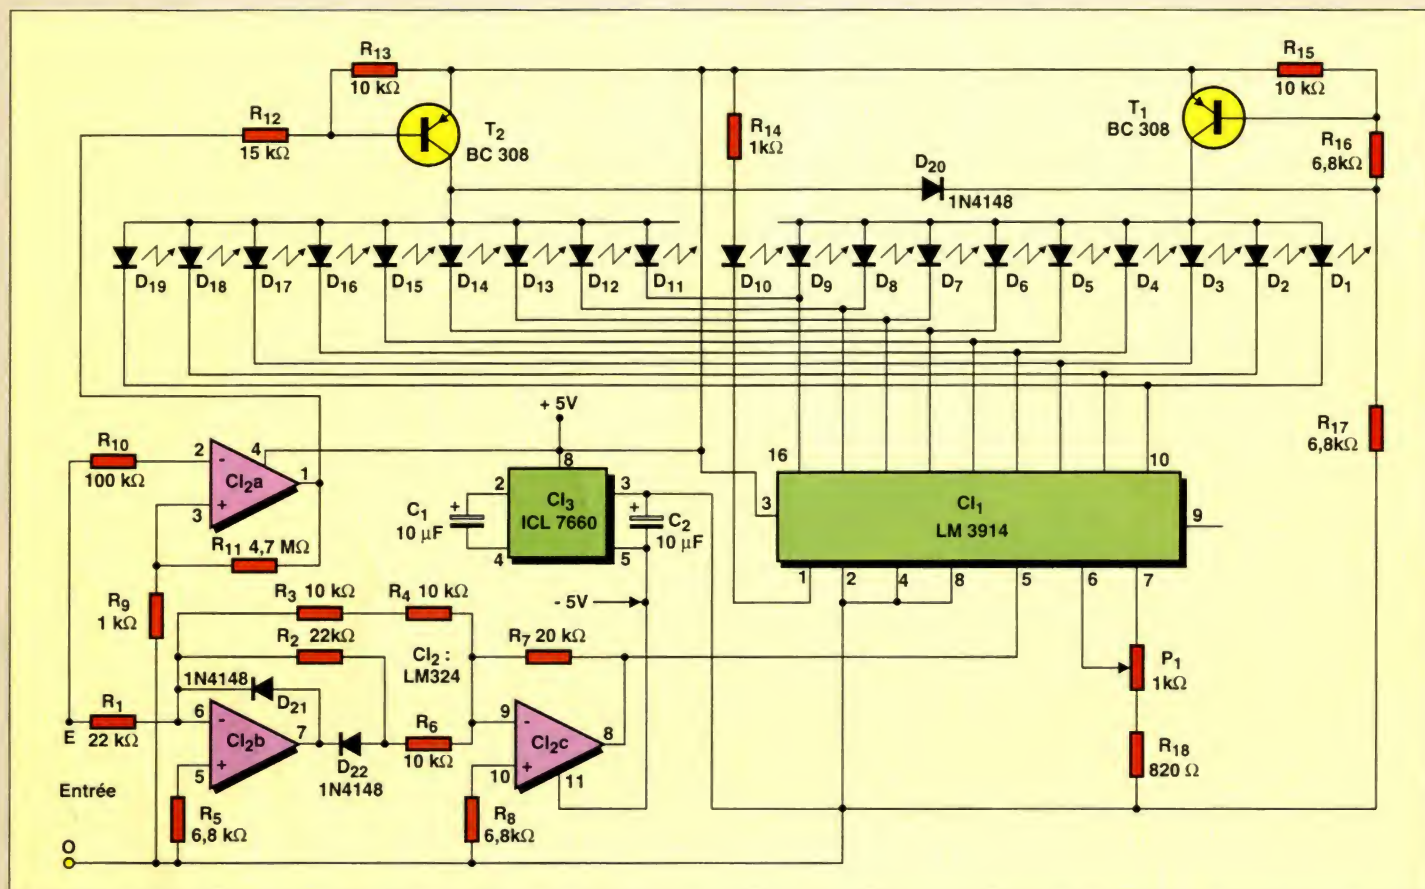 R13
10 kΩ
R12
15 kΩ
T2
BC 308
R14
1kΩ
D20
1N4148
T1
BC 308
R15
10 kΩ
R16
6,8kΩ
D19
D18
D17
D16
D15
D14
D13
D12
D11
D10
D9
D8
D7
D6
D5
D4
D3
D2
D1
R17
6,8kΩ
R10
100 kΩ
2
-
4
CI2a
1
+
3
R11 4,7 MΩ
R9
1 kΩ
+ 5V
8
2
CI3
ICL 7660
3
4
5
C1
10 µF
+
+
C2
10 µF
- 5V
16
10
3
CI1
LM 3914
9
1
2
4
8
5
6
7
P1
1kΩ
R18
820 Ω
R3 10 kΩ
R4 10 kΩ
R2 22kΩ
CI2 :
LM324
R7 20 kΩ
1N4148
D21
R1
22 kΩ
E
6
-
CI2b
7
+
5
D22
1N4148
R6
10 kΩ
9
-
CI2c
8
+
10
11
Entrée
R5
6,8 kΩ
R8
6,8kΩ
O